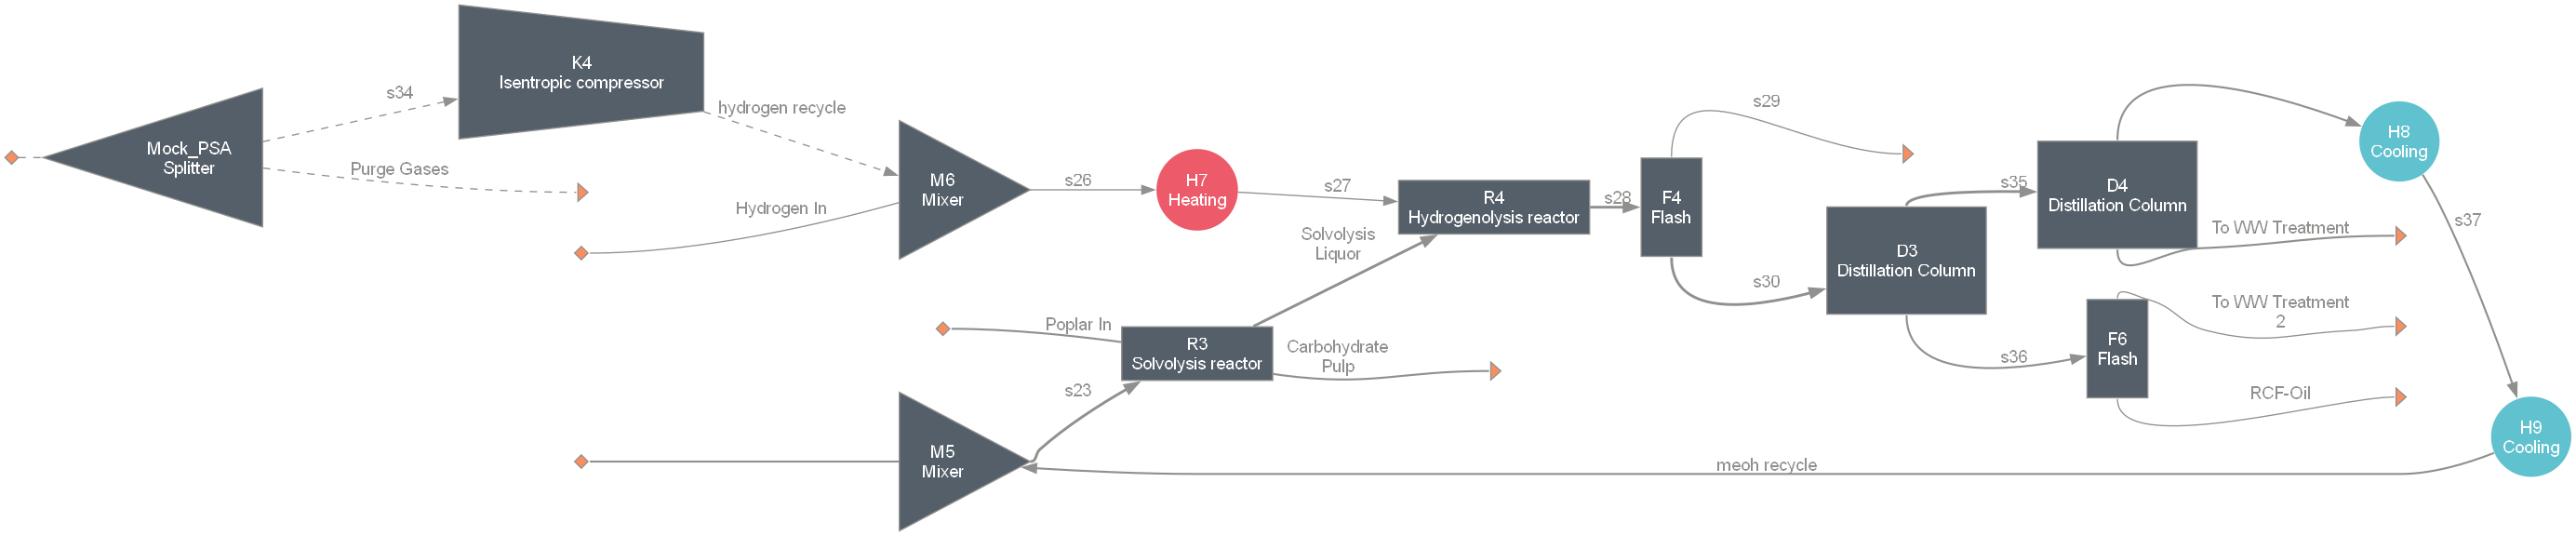 K4
Isentropic compressor
s34
hydrogen recycle
Mock_PSA
Splitter
Purge Gases
M6
Mixer
Hydrogen In
s26
H7
Heating
s27
R4
Hydrogenolysis reactor
s28
F4
Flash
s29
s30
Solvolysis
Liquor
Poplar In
R3
Solvolysis reactor
Carbohydrate
Pulp
s23
M5
Mixer
D3
Distillation Column
s35
D4
Distillation Column
H8
Cooling
s37
To WW Treatment
s36
F6
Flash
To WW Treatment
2
RCF-Oil
H9
Cooling
meoh recycle